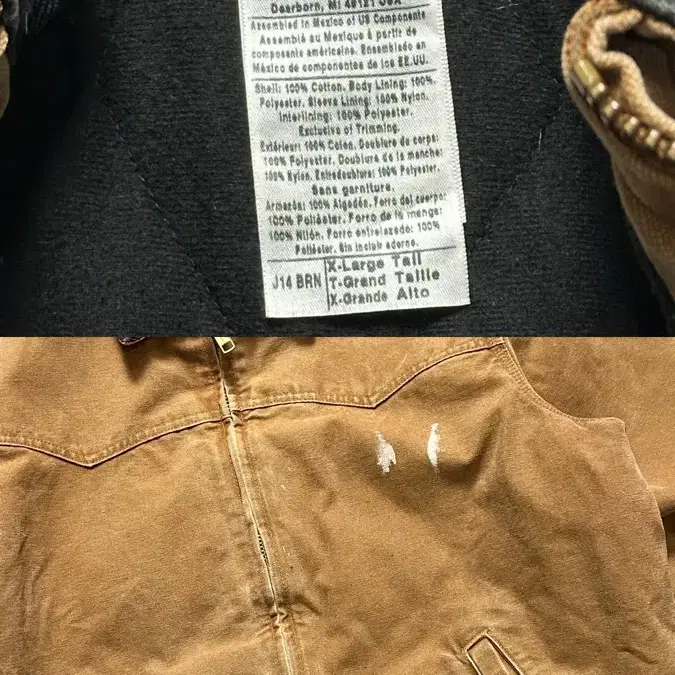 Dearborn, MI 48121 USA
Assembled in Mexico of US Components
Assemblé au Mexique à partir de
composants américains. Ensamblado en
México de componentes de los EE.UU.
Shell: 100% Cotton. Body Lining: 100%
Polyester. Sleeve Lining: 100% Nylon.
Interlining: 100% Polyester.
Exclusive of Trimming.
Extérieur: 100% Coton. Doublure de corps:
100% Polyester. Doublure de la manche:
100% Nylon. Entredoublure: 100% Polyester.
Sans garniture.
Armazón: 100% Algodón. Forro del cuerpo:
100% Poliéster. Forro de la manga:
100% Nilón. Forro entrelazado: 100%
Poliéster. Sin incluir adorno.
J14 BRN
X-Large Tall
T-Grand Taille
X-Grande Alto